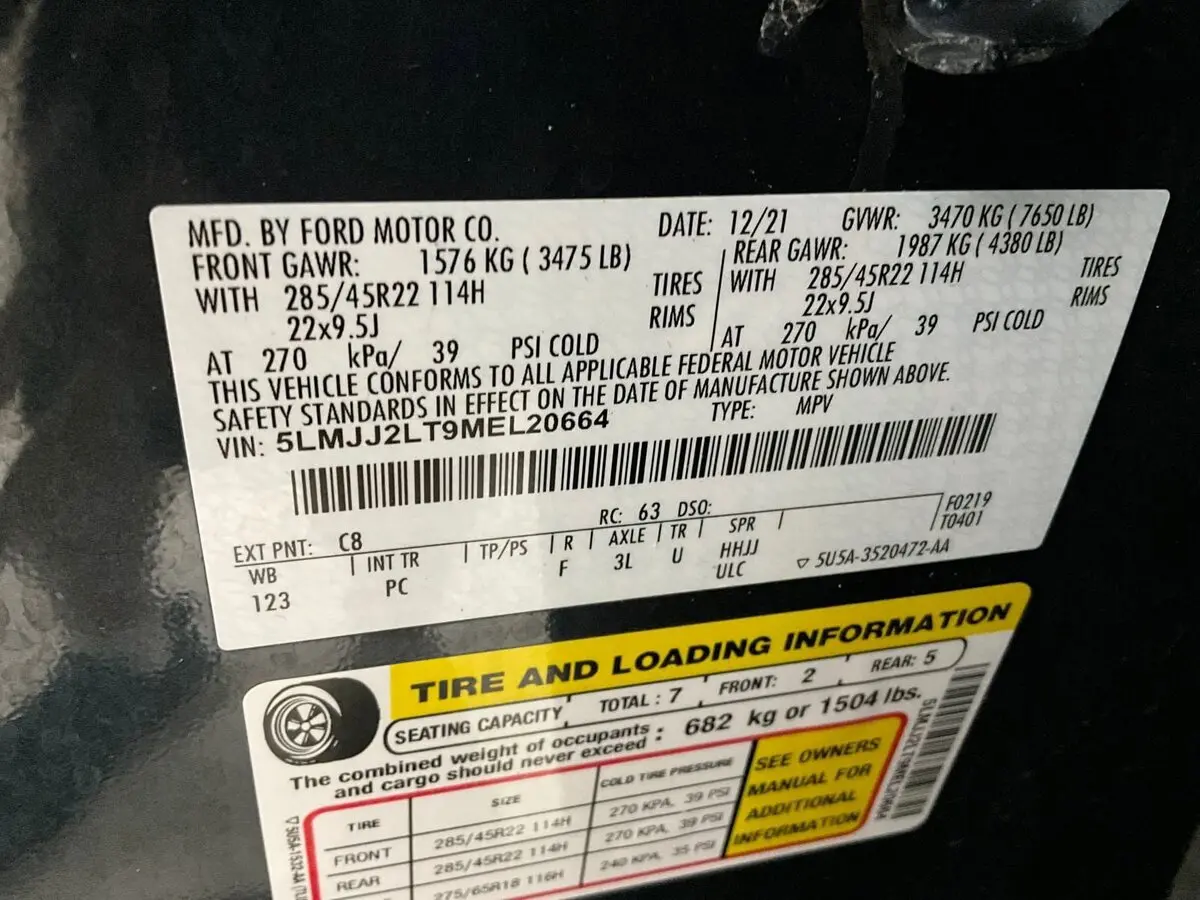 MFD. BY FORD MOTOR CO. DATE: 12/21 GVWR: 3470 KG ( 7650 LB)
FRONT GAWR: 1576 KG ( 3475 LB) REAR GAWR: 1987 KG ( 4380 LB)
WITH 285/45R22 114H TIRES WITH 285/45R22 114H TIRES
22x9.5J RIMS 22x9.5J RIMS
AT 270 kPa/ 39 PSI COLD AT 270 kPa/ 39 PSI COLD
THIS VEHICLE CONFORMS TO ALL APPLICABLE FEDERAL MOTOR VEHICLE
SAFETY STANDARDS IN EFFECT ON THE DATE OF MANUFACTURE SHOWN ABOVE.
VIN: 5LMJJ2LT9MEL20664 TYPE: MPV
EXT PNT: C8 RC: 63 DSO: F0219
WB INT TR TP/PS R AXLE TR SPR T0401
123 PC F 3L U HHJJ
ULC ▽ 5U5A-3520472-AA
TIRE AND LOADING INFORMATION
SEATING CAPACITY TOTAL : 7 FRONT: 2 REAR: 5
The combined weight of occupants and cargo should never exceed : 682 kg or 1504 lbs.
TIRE SIZE COLD TIRE PRESSURE
FRONT 285/45R22 114H 270 KPA, 39 PSI
REAR 285/45R22 114H 270 KPA, 39 PSI
275/65R18 116H 240 KPA, 35 PSI
SEE OWNERS
MANUAL FOR
ADDITIONAL
INFORMATION
5LMJJ2LT9MEL20664